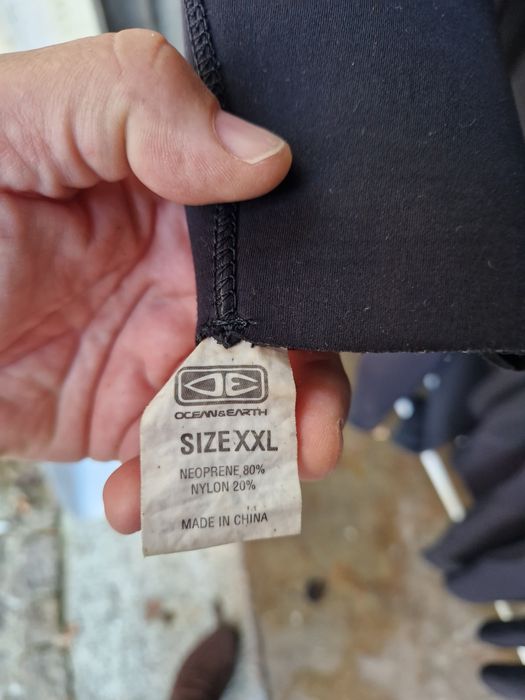 OCEAN&EARTH
SIZE XXL
NEOPRENE 80%
NYLON 20%
MADE IN CHINA